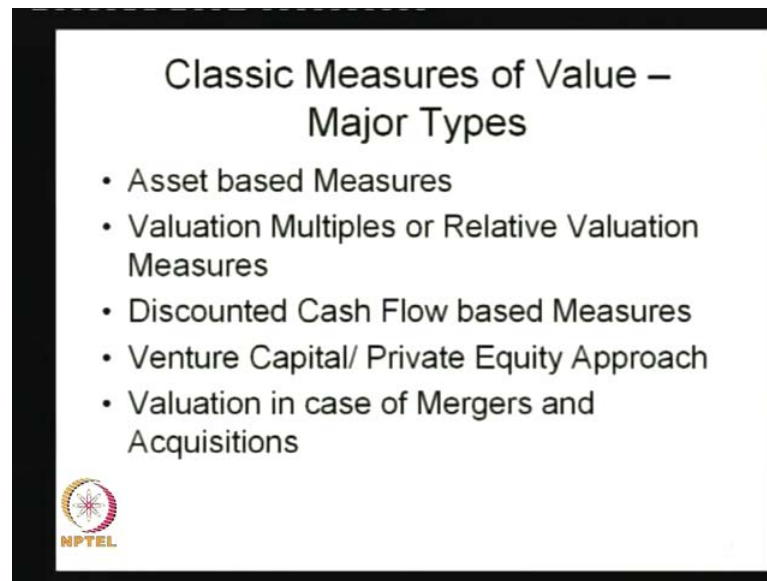 Classic Measures of Value –
Major Types
• Asset based Measures
• Valuation Multiples or Relative Valuation
Measures
• Discounted Cash Flow based Measures
• Venture Capital/ Private Equity Approach
• Valuation in case of Mergers and
Acquisitions
NPTEL